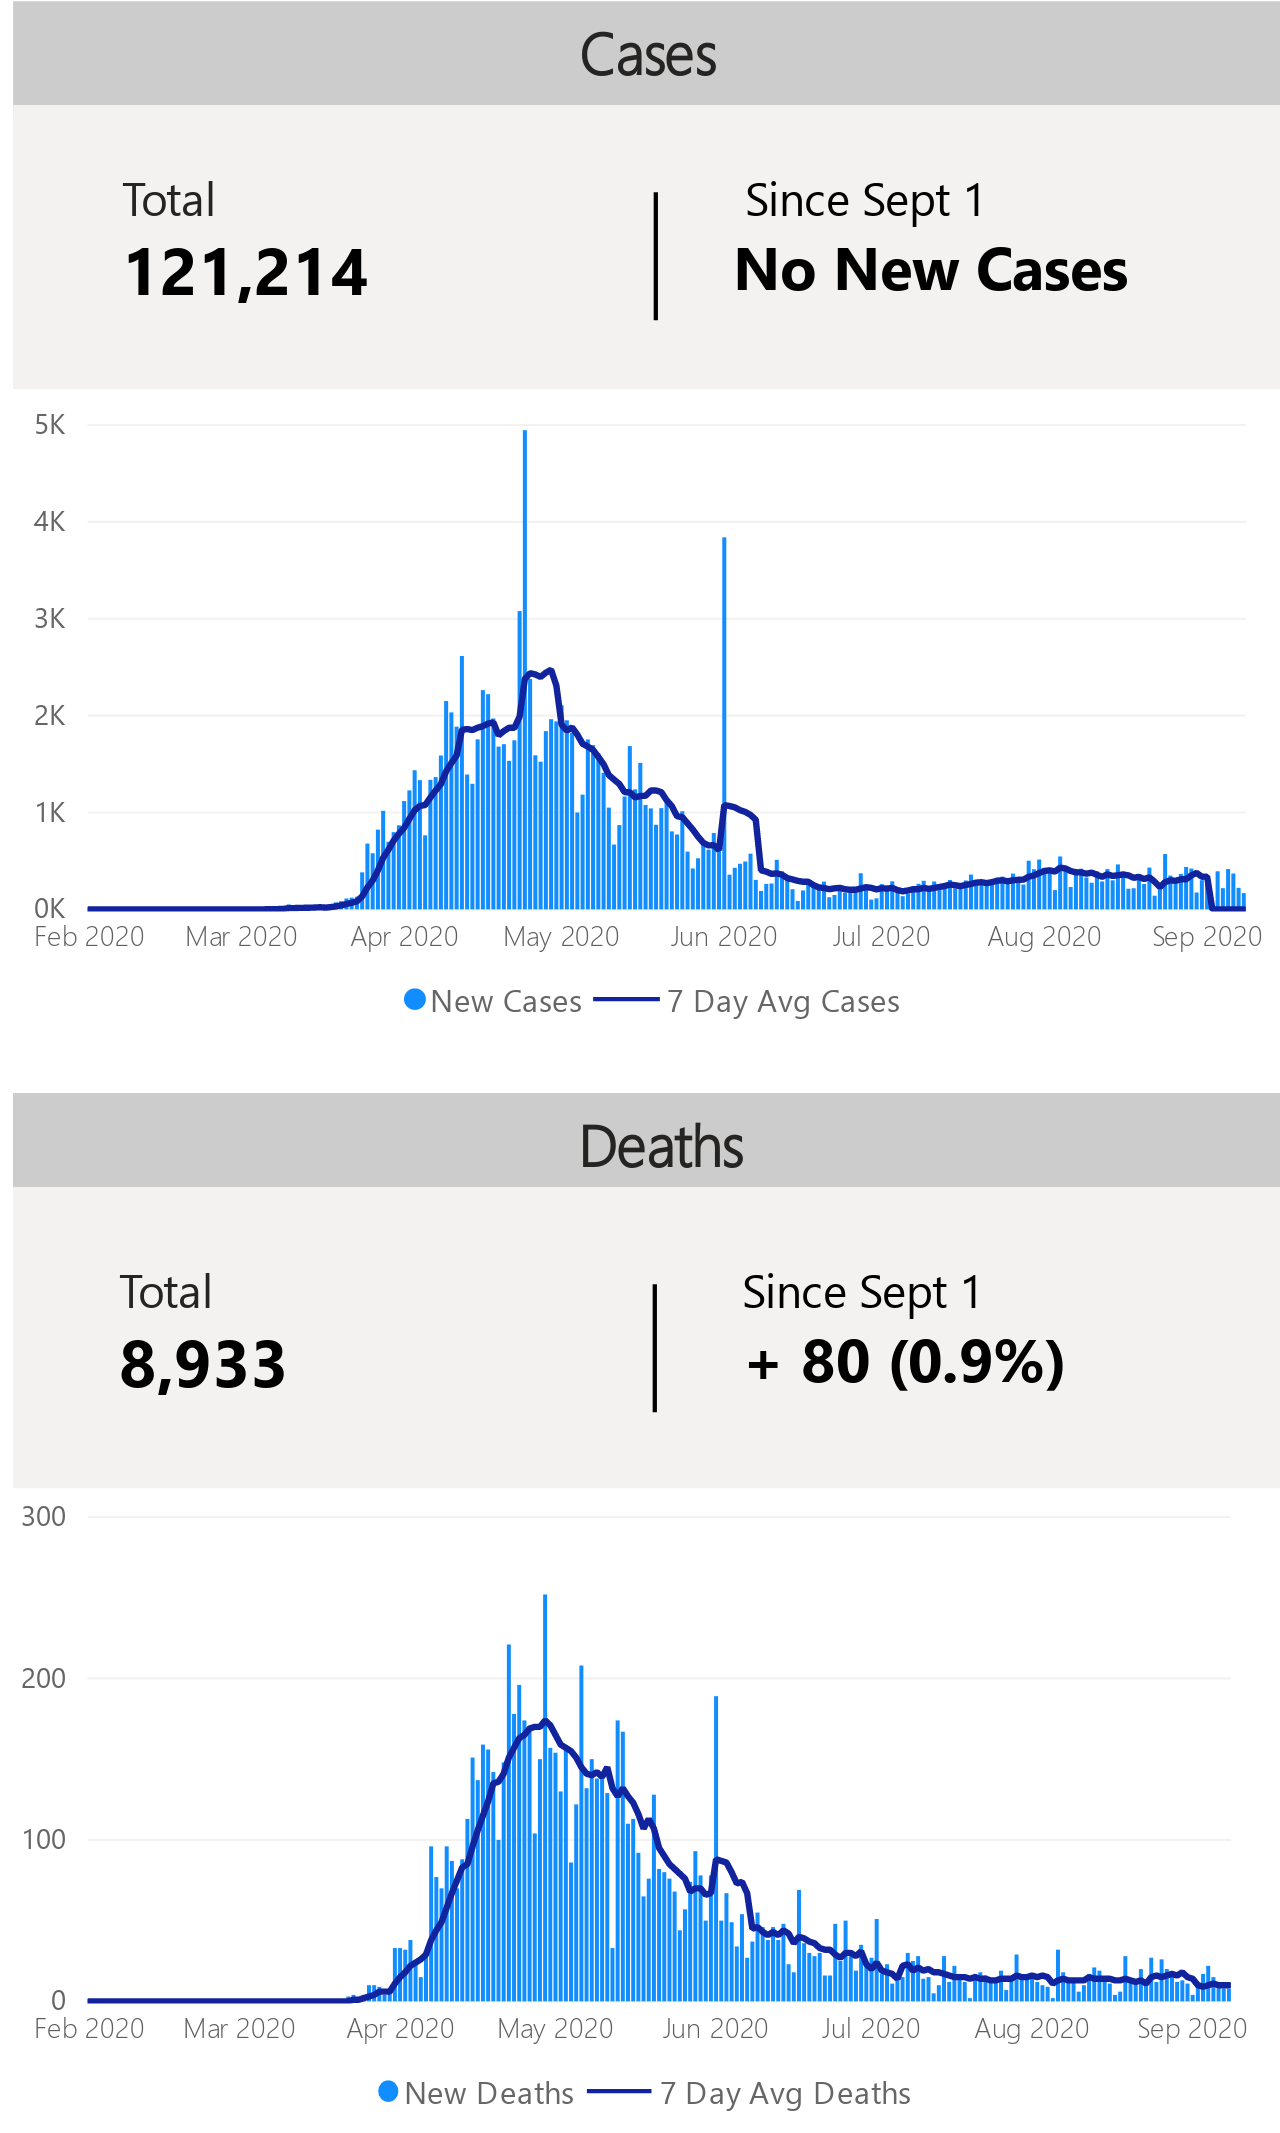 Cases
Total
Since Sept 1
121,214
No New Cases
5K
4K
3K
2K
1K
0K
Feb 2020 Mar 2020 Apr 2020 May 2020 Jun 2020 Jul 2020 Aug 2020 Sep 2020
New Cases 7 Day Avg Cases
Deaths
Total
Since Sept 1
8,933
+ 80 (0.9%)
300
200
100
0
Feb 2020 Mar 2020 Apr 2020 May 2020 Jun 2020 Jul 2020 Aug 2020 Sep 2020
New Deaths 7 Day Avg Deaths